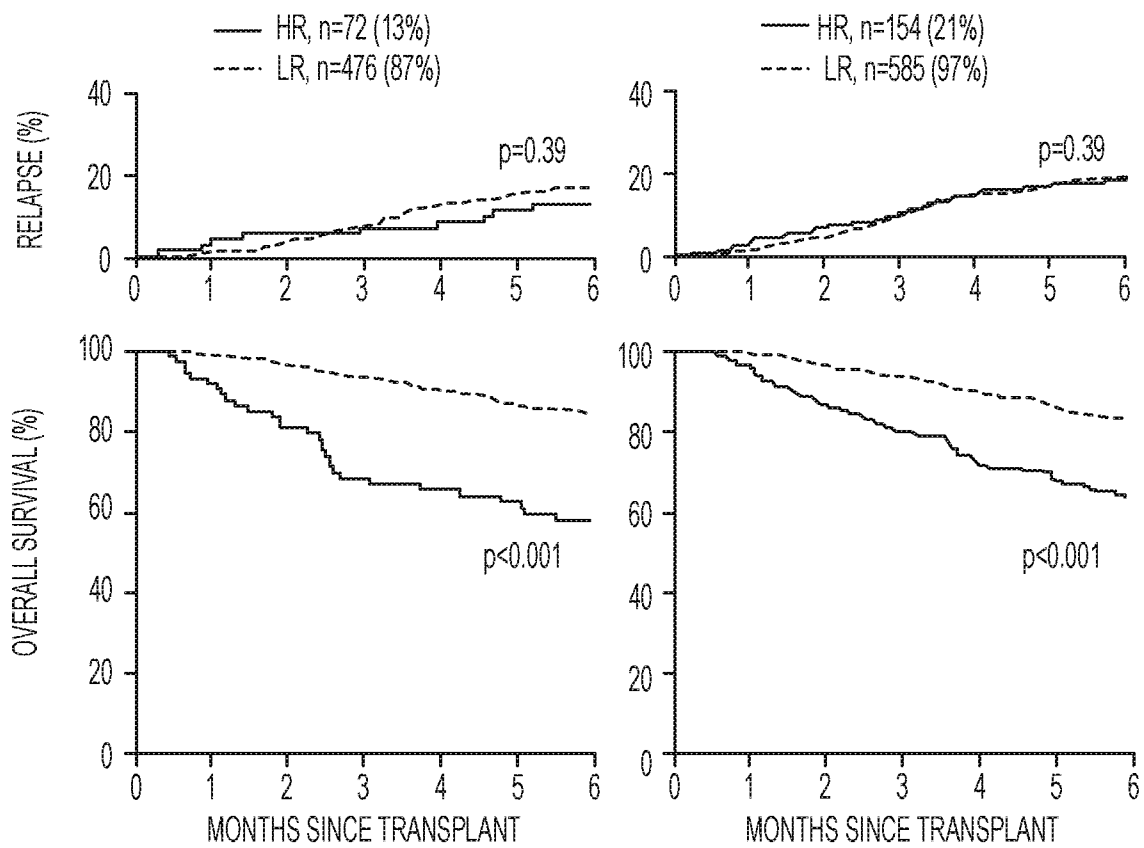 HR, n=72 (13%)
LR, n=476 (87%)
HR, n=154 (21%)
LR, n=585 (97%)
RELAPSE (%)
40
20
0
p=0.39
0 1 2 3 4 5 6
40
20
0
p=0.39
0 1 2 3 4 5 6
OVERALL SURVIVAL (%)
100
80
60
40
20
0
p<0.001
0 1 2 3 4 5 6
MONTHS SINCE TRANSPLANT
100
80
60
40
20
0
p<0.001
0 1 2 3 4 5 6
MONTHS SINCE TRANSPLANT